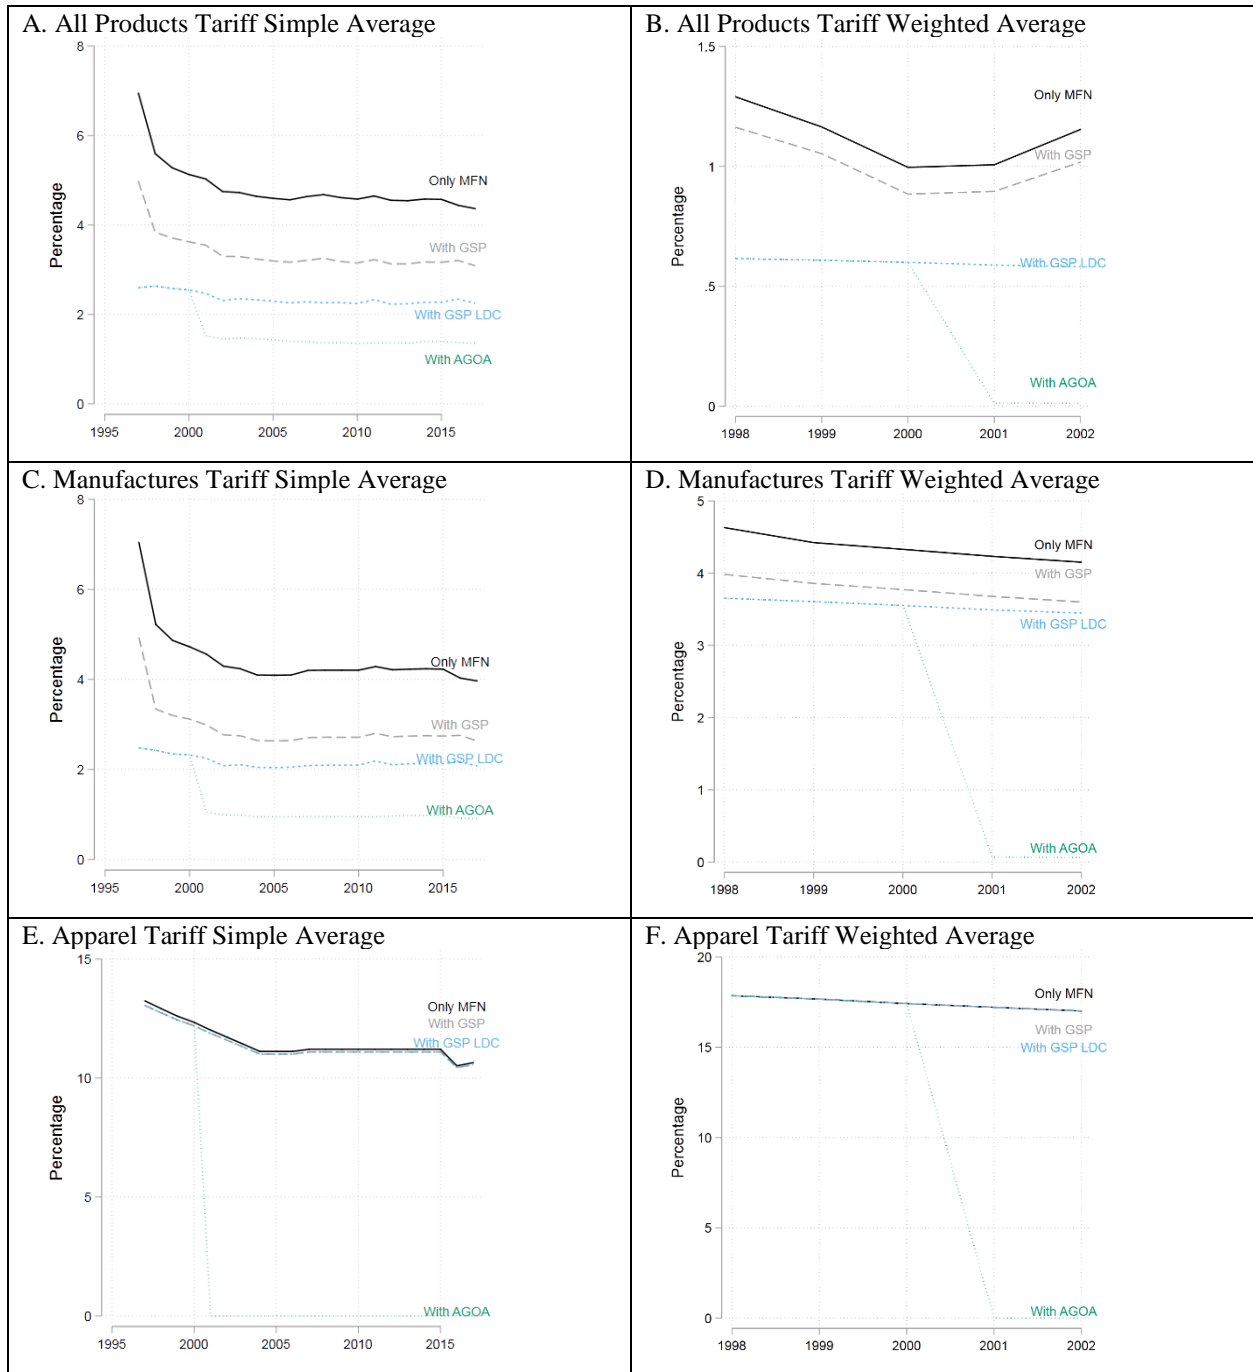 A. All Products Tariff Simple Average
8
6
4
2
0
Percentage
Only MFN
With GSP
With GSP LDC
With AGOA
1995 2000 2005 2010 2015
B. All Products Tariff Weighted Average
1.5
1
.5
0
Percentage
Only MFN
With GSP
With GSP LDC
With AGOA
1998 1999 2000 2001 2002
C. Manufactures Tariff Simple Average
8
6
4
2
0
Percentage
Only MFN
With GSP
With GSP LDC
With AGOA
1995 2000 2005 2010 2015
D. Manufactures Tariff Weighted Average
5
4
3
2
1
0
Percentage
Only MFN
With GSP
With GSP LDC
With AGOA
1998 1999 2000 2001 2002
E. Apparel Tariff Simple Average
15
10
5
0
Percentage
Only MFN
With GSP
With GSP LDC
With AGOA
1995 2000 2005 2010 2015
F. Apparel Tariff Weighted Average
20
15
10
5
0
Percentage
Only MFN
With GSP
With GSP LDC
With AGOA
1998 1999 2000 2001 2002